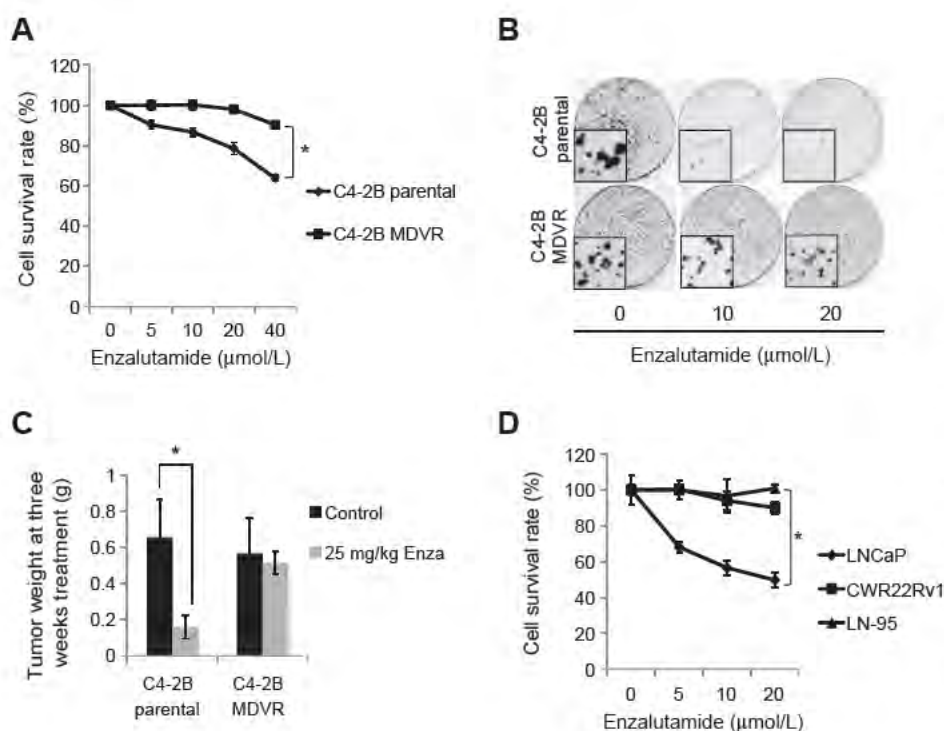 A
120
100
80
60
40
20
0
Cell survival rate (%)
0 5 10 20 40
Enzalutamide (μmol/L)
*
C4-2B parental
C4-2B MDVR
B
C4-2B
parental
C4-2B
MDVR
0 10 20
Enzalutamide (μmol/L)
C
Tumor weight at three
weeks treatment (g)
1
0.8
0.6
0.4
0.2
0
*
Control
25 mg/kg Enza
C4-2B
parental
C4-2B
MDVR
D
120
100
80
60
40
20
0
Cell survival rate (%)
0 5 10 20
Enzalutamide (μmol/L)
*
LNCaP
CWR22Rv1
LN-95